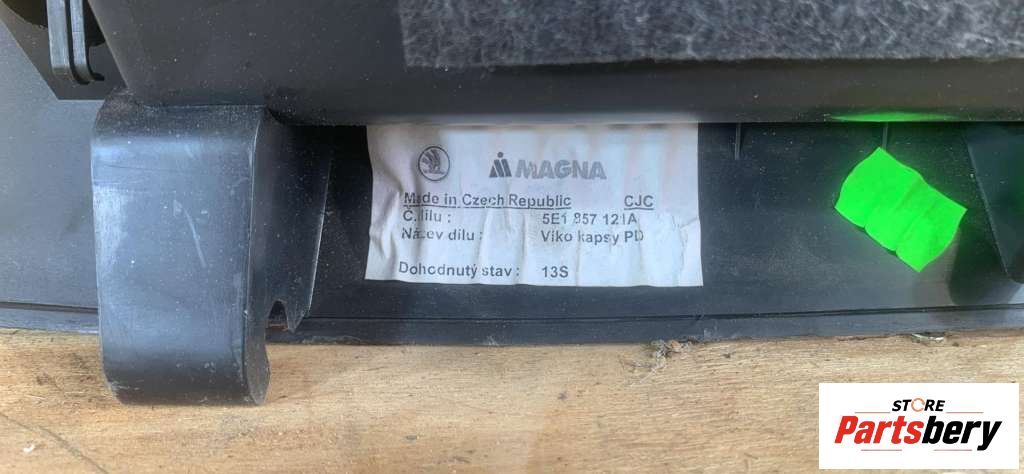 MAGNA
Made in Czech Republic CJC
Č.dílu : 5E1 857 121A
Název dílu : Víko kapsy PD
Dohodnutý stav : 13S
STORE
Partsbery